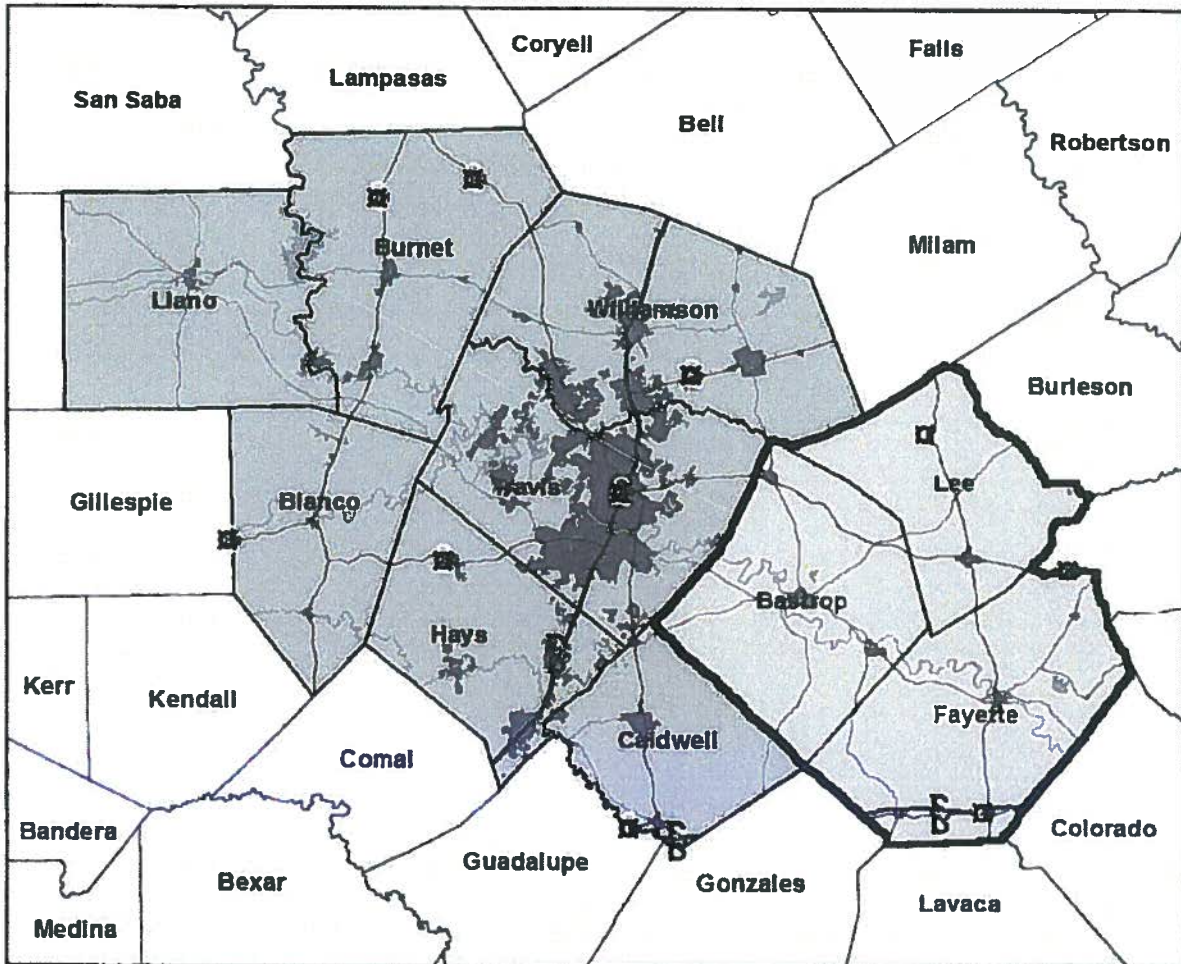 Coryell
Falls
San Saba
Lampasas
Bell
Robertson
Burnet
Milam
Llano
Williamson
Burleson
Gillespie
Blanco
Travis
Lee
Bastrop
Hays
Kerr
Kendall
Fayette
Caldwell
Comal
Bandera
Colorado
Guadalupe
Bexar
Gonzales
Lavaca
Medina